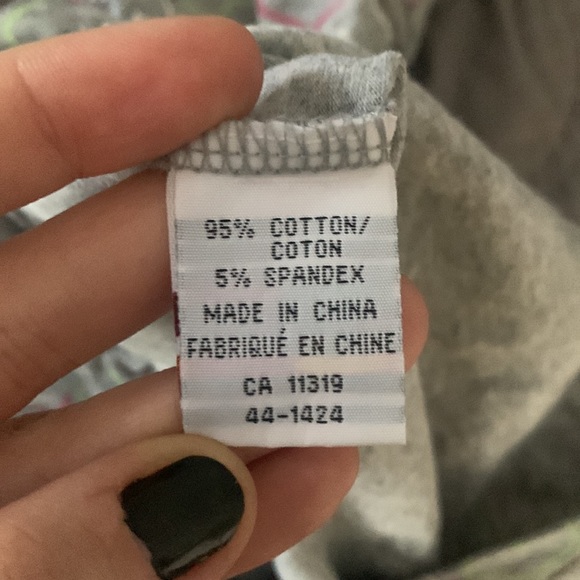 95% COTTON/
COTON
5% SPANDEX
MADE IN CHINA
FABRIQUÉ EN CHINE
CA 11319
44-1424